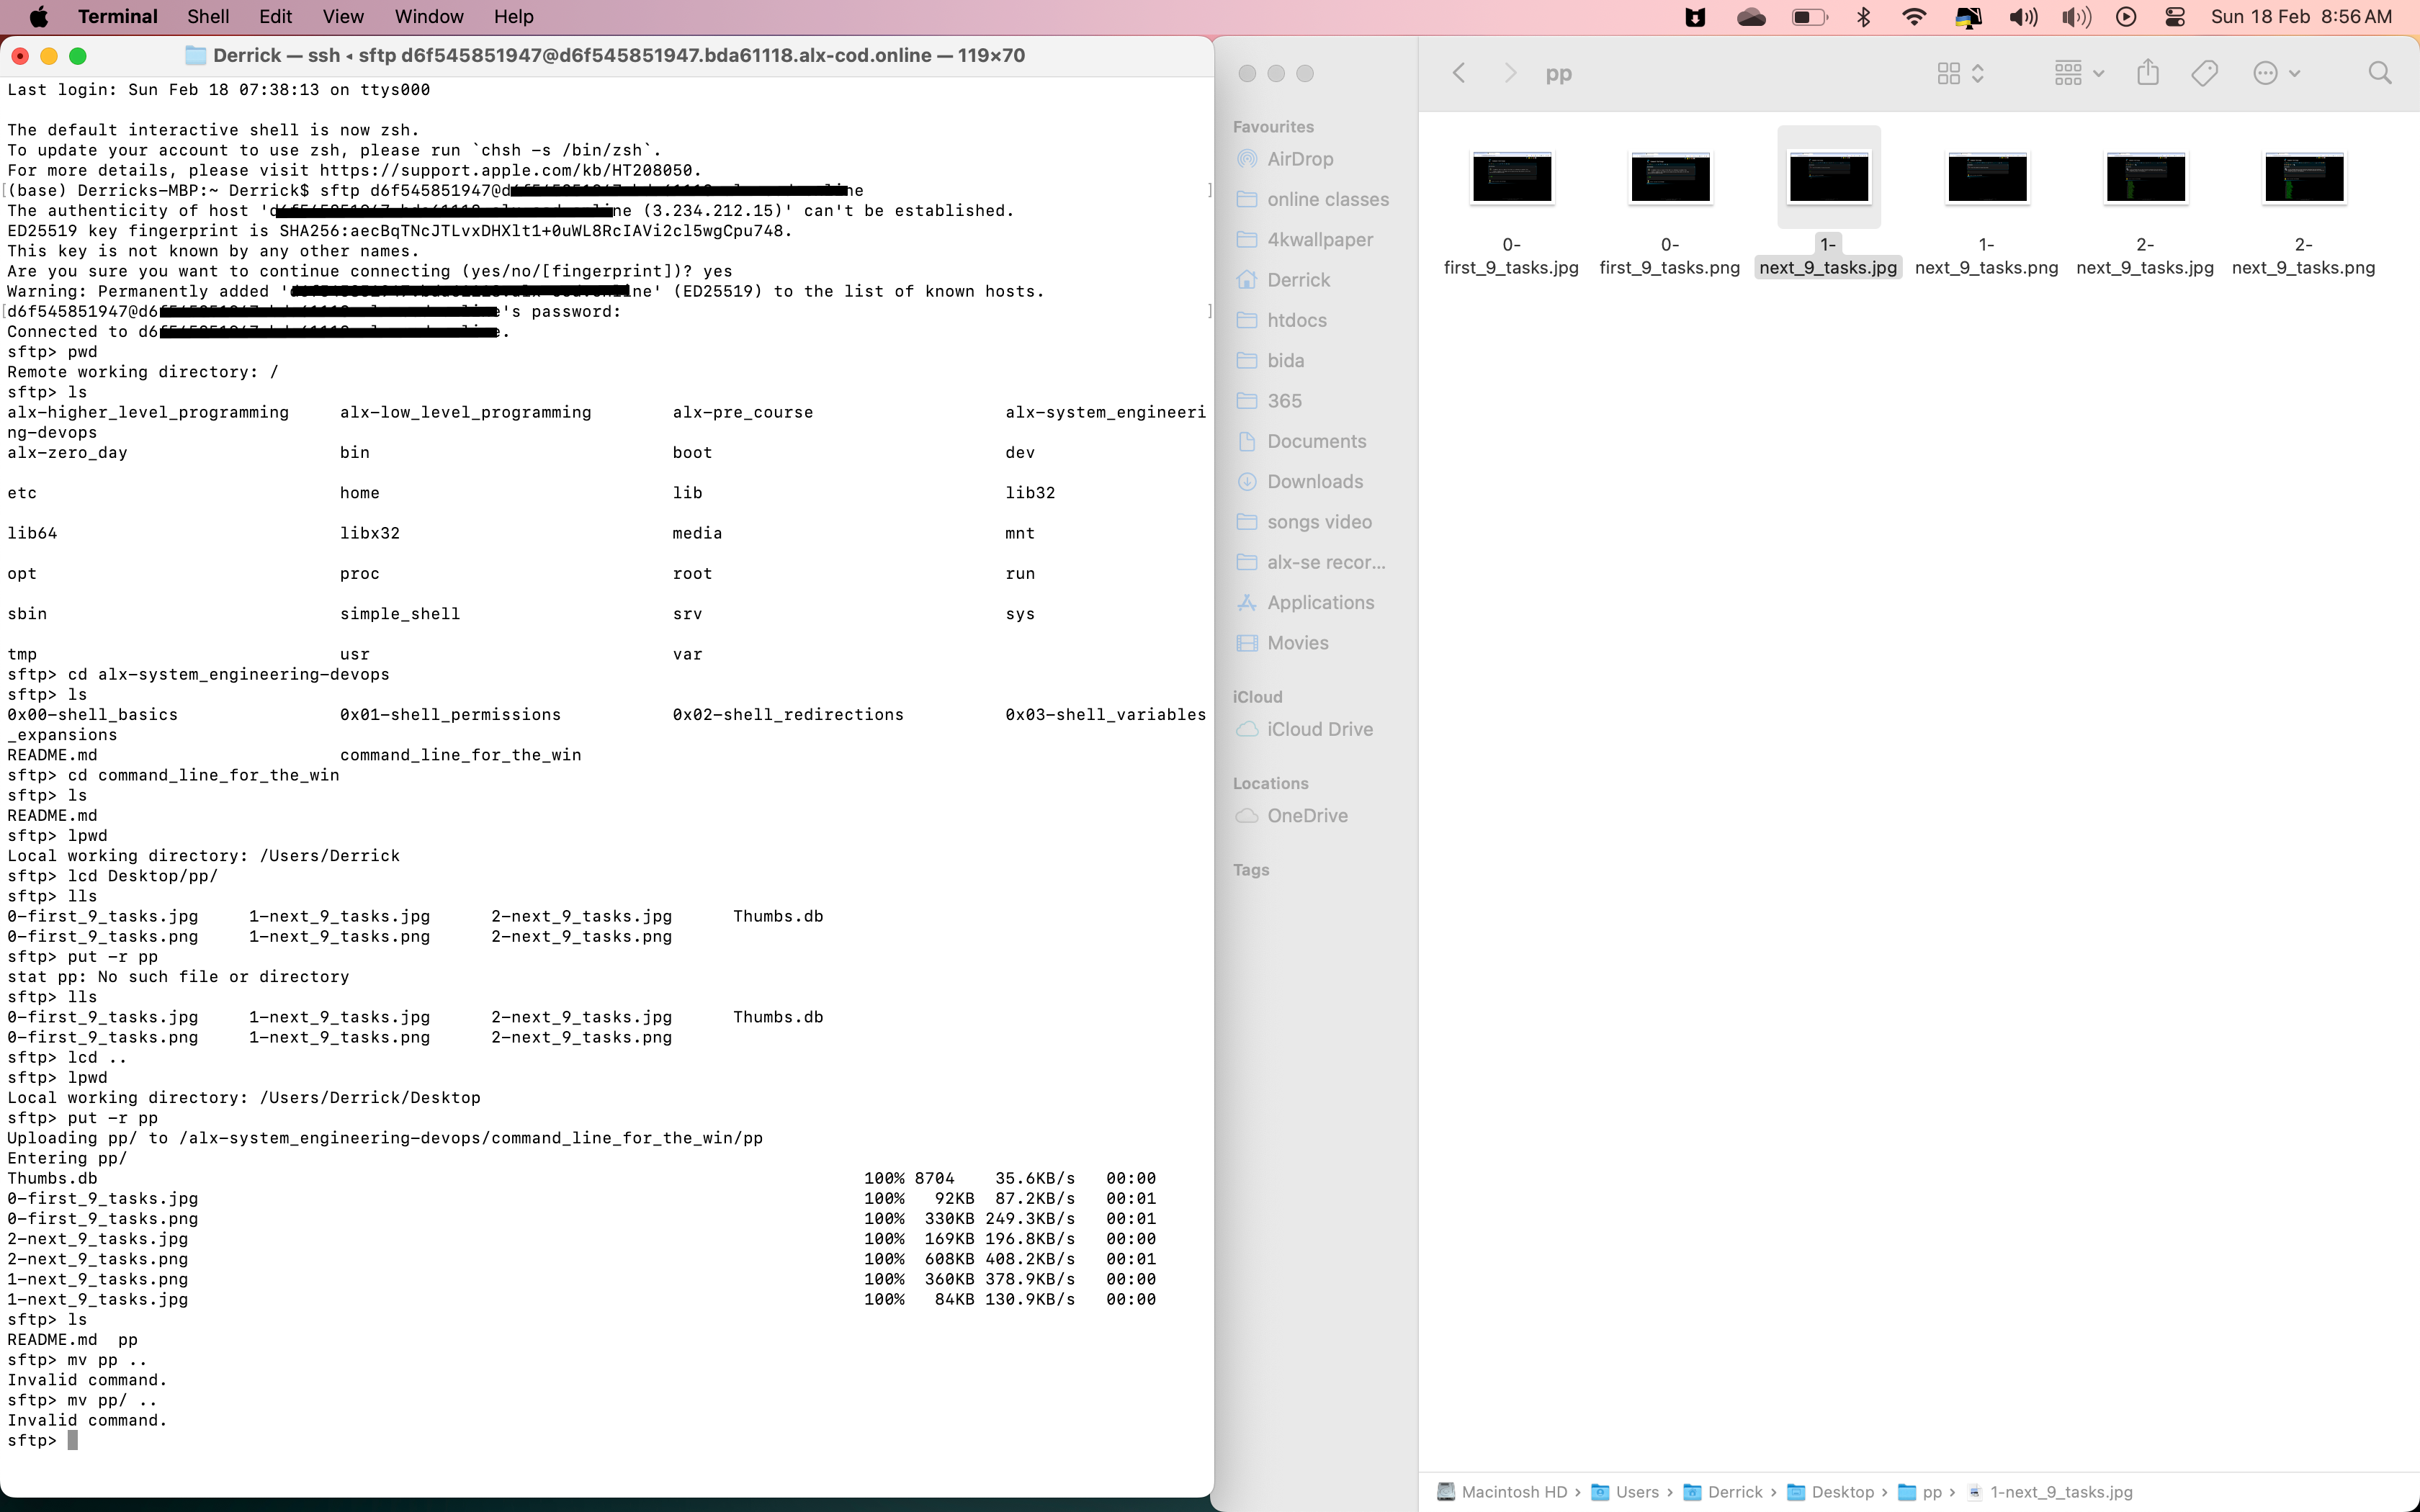 Terminal Shell Edit View Window Help Sun 18 Feb 8:56 AM
Derrick — ssh ◂ sftp d6f545851947@d6f545851947.bda61118.alx-cod.online — 119×70
Last login: Sun Feb 18 07:38:13 on ttys000
The default interactive shell is now zsh.
To update your account to use zsh, please run `chsh -s /bin/zsh`.
For more details, please visit https://support.apple.com/kb/HT208050.
[(base) Derricks-MBP:~ Derrick$ sftp d6f545851947@d ne ]
The authenticity of host 'd ne (3.234.212.15)' can't be established.
ED25519 key fingerprint is SHA256:aecBqTNcJTLvxDHXlt1+0uWL8RcIAVi2cl5wgCpu748.
This key is not known by any other names.
Are you sure you want to continue connecting (yes/no/[fingerprint])? yes
Warning: Permanently added ' ine' (ED25519) to the list of known hosts.
[d6f545851947@d6 e's password: ]
Connected to d6 e.
sftp> pwd
Remote working directory: /
sftp> ls
alx-higher_level_programming alx-low_level_programming alx-pre_course alx-system_engineeri
ng-devops
alx-zero_day bin boot dev
etc home lib lib32
lib64 libx32 media mnt
opt proc root run
sbin simple_shell srv sys
tmp usr var
sftp> cd alx-system_engineering-devops
sftp> ls
0x00-shell_basics 0x01-shell_permissions 0x02-shell_redirections 0x03-shell_variables
_expansions
README.md command_line_for_the_win
sftp> cd command_line_for_the_win
sftp> ls
README.md
sftp> lpwd
Local working directory: /Users/Derrick
sftp> lcd Desktop/pp/
sftp> lls
0-first_9_tasks.jpg 1-next_9_tasks.jpg 2-next_9_tasks.jpg Thumbs.db
0-first_9_tasks.png 1-next_9_tasks.png 2-next_9_tasks.png
sftp> put -r pp
stat pp: No such file or directory
sftp> lls
0-first_9_tasks.jpg 1-next_9_tasks.jpg 2-next_9_tasks.jpg Thumbs.db
0-first_9_tasks.png 1-next_9_tasks.png 2-next_9_tasks.png
sftp> lcd ..
sftp> lpwd
Local working directory: /Users/Derrick/Desktop
sftp> put -r pp
Uploading pp/ to /alx-system_engineering-devops/command_line_for_the_win/pp
Entering pp/
Thumbs.db 100% 8704 35.6KB/s 00:00
0-first_9_tasks.jpg 100% 92KB 87.2KB/s 00:01
0-first_9_tasks.png 100% 330KB 249.3KB/s 00:01
2-next_9_tasks.jpg 100% 169KB 196.8KB/s 00:00
2-next_9_tasks.png 100% 608KB 408.2KB/s 00:01
1-next_9_tasks.png 100% 360KB 378.9KB/s 00:00
1-next_9_tasks.jpg 100% 84KB 130.9KB/s 00:00
sftp> ls
README.md pp
sftp> mv pp ..
Invalid command.
sftp> mv pp/ ..
Invalid command.
sftp>
Favourites
AirDrop
online classes
4kwallpaper
Derrick
htdocs
bida
365
Documents
Downloads
songs video
alx-se recor...
Applications
Movies
iCloud
iCloud Drive
Locations
OneDrive
Tags
pp
0-
first_9_tasks.jpg
0-
first_9_tasks.png
1-
next_9_tasks.jpg
1-
next_9_tasks.png
2-
next_9_tasks.jpg
2-
next_9_tasks.png
Macintosh HD › Users › Derrick › Desktop › pp › 1-next_9_tasks.jpg